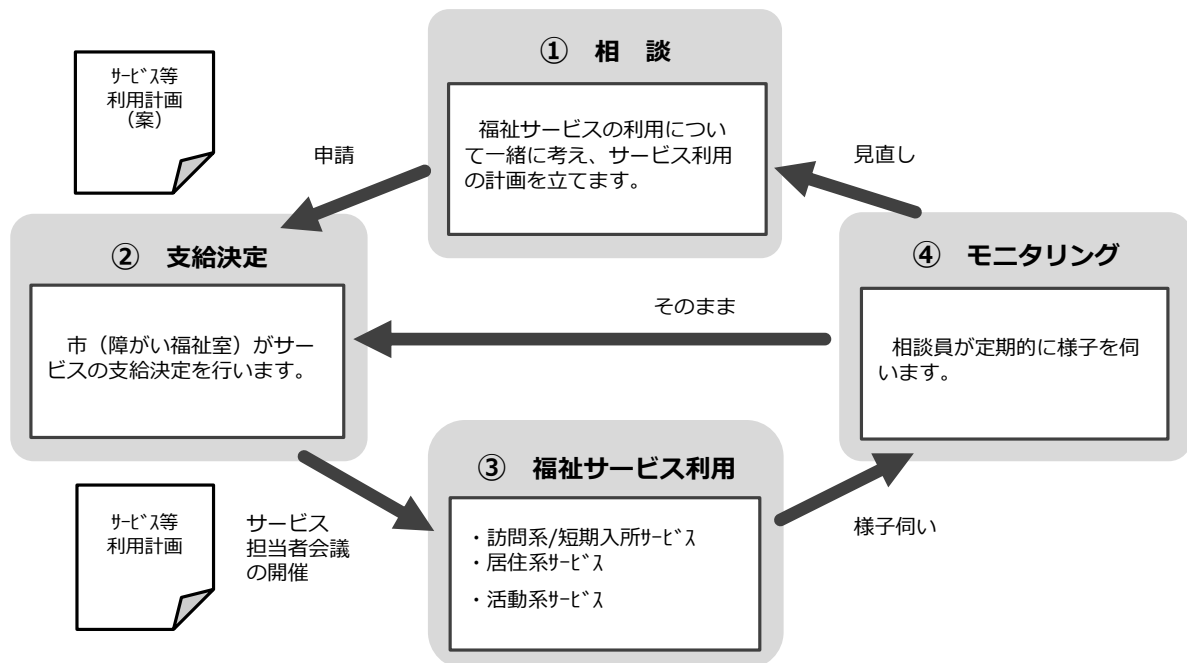 ① 相 談
福祉サービスの利用につい
て一緒に考え、サービス利用
の計画を立てます。
ｻｰﾋﾞｽ等
利用計画
（案）
申請
見直し
② 支給決定
市（障がい福祉室）がサー
ビスの支給決定を行います。
そのまま
④ モニタリング
相談員が定期的に様子を伺
います。
③ 福祉サービス利用
・訪問系/短期入所ｻｰﾋﾞｽ
・居住系ｻｰﾋﾞｽ
・活動系ｻｰﾋﾞｽ
ｻｰﾋﾞｽ等
利用計画
サービス
担当者会議
の開催
様子伺い